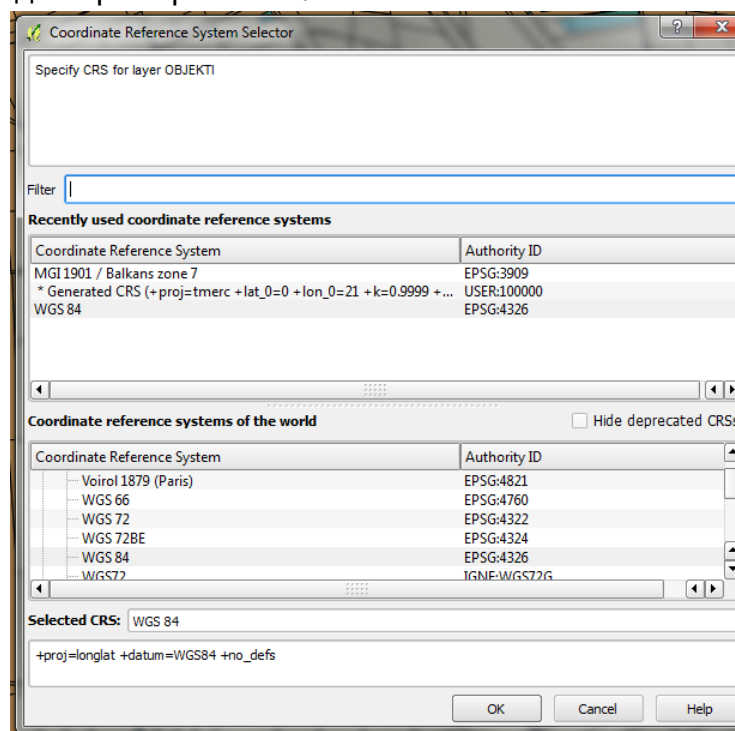 Coordinate Reference System Selector
Specify CRS for layer OBJEKTI
Filter
Recently used coordinate reference systems
Coordinate Reference System Authority ID
MGI 1901 / Balkans zone 7 EPSG:3909
* Generated CRS (+proj=tmerc +lat_0=0 +lon_0=21 +k=0.9999 +... USER:100000
WGS 84 EPSG:4326
Coordinate reference systems of the world Hide deprecated CRSs
Coordinate Reference System Authority ID
Voirol 1879 (Paris) EPSG:4821
WGS 66 EPSG:4760
WGS 72 EPSG:4322
WGS 72BE EPSG:4324
WGS 84 EPSG:4326
WGS72 IGNF:WGS72G
Selected CRS: WGS 84
+proj=longlat +datum=WGS84 +no_defs
OK Cancel Help